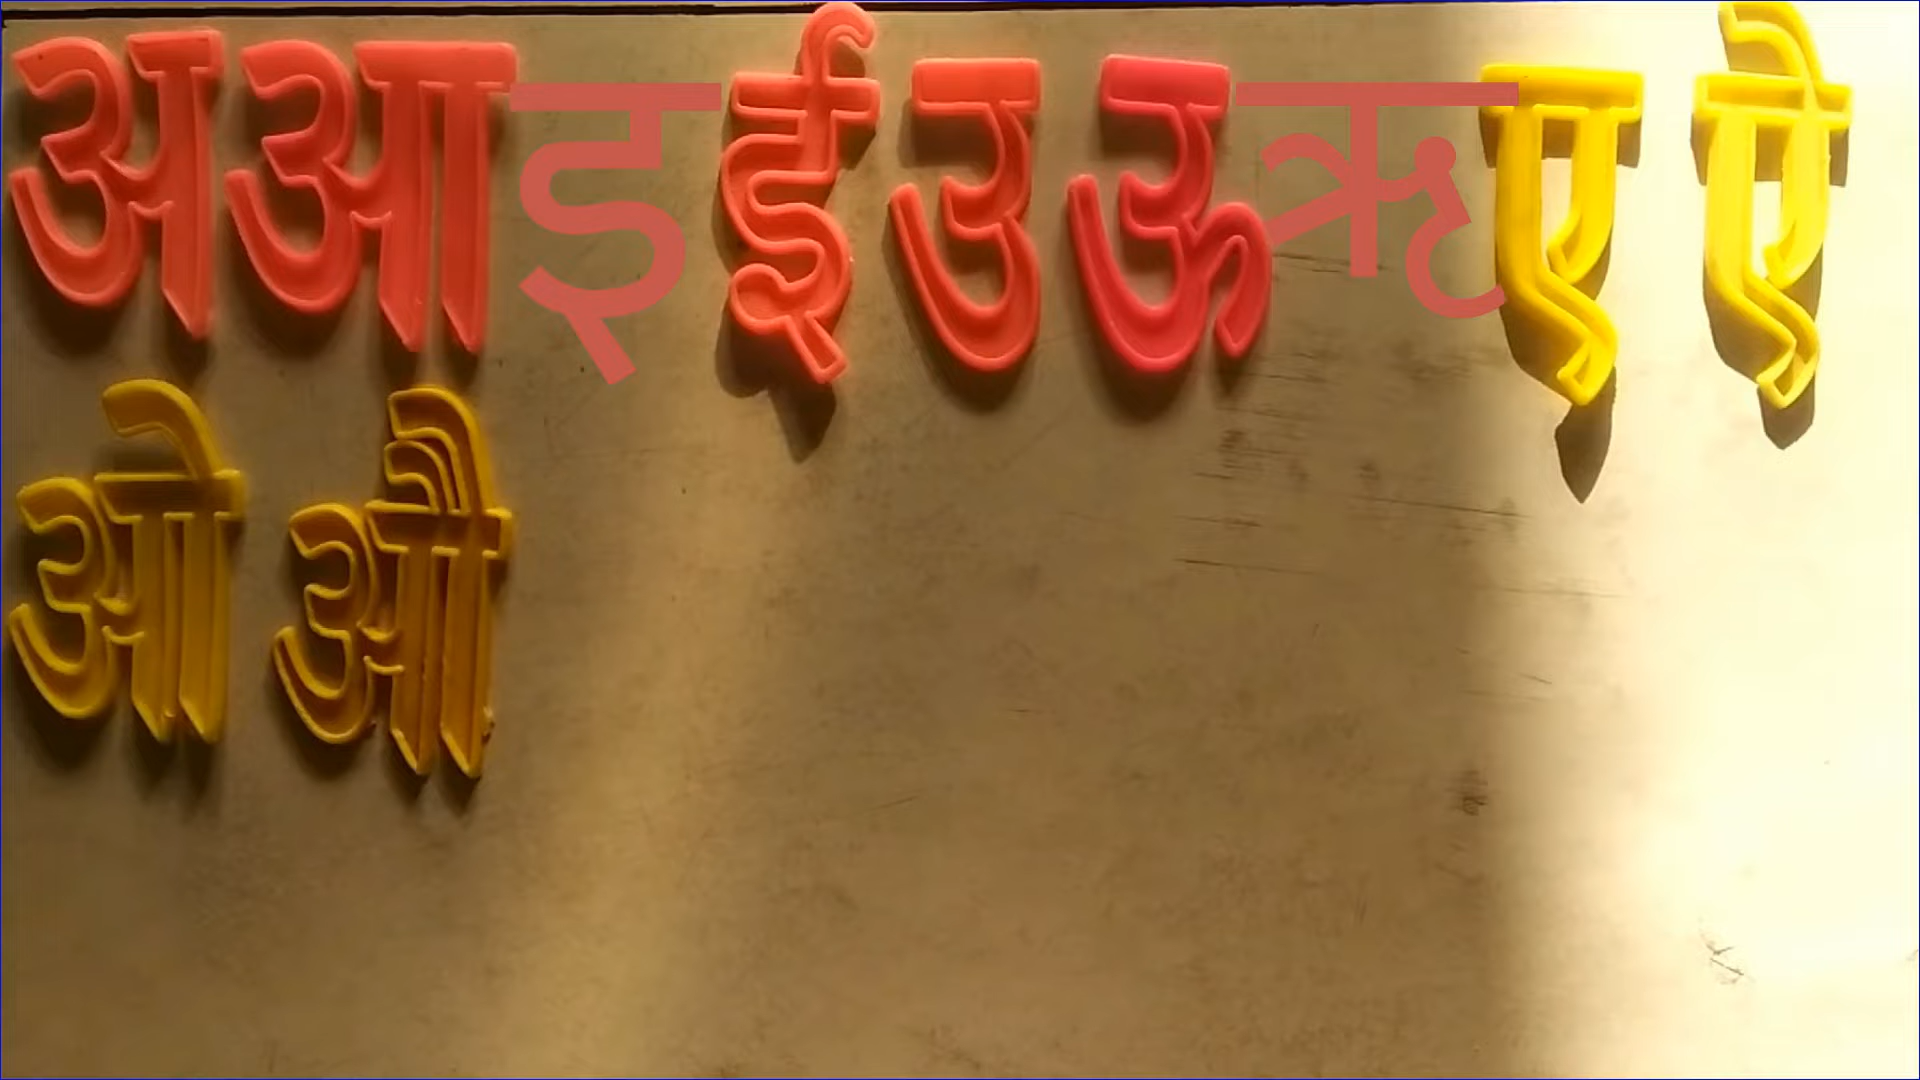 अ आ इ ई उ ऊ ऋ ए ऐ
ओ औ